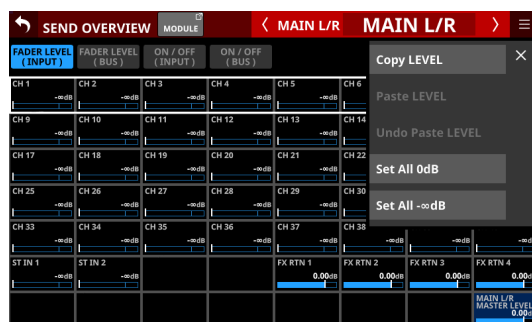 SEND OVERVIEW MODULE < MAIN L/R MAIN L/R >
FADER LEVEL (INPUT) FADER LEVEL (BUS) ON / OFF (INPUT) ON / OFF (BUS)
Copy LEVEL ×
Paste LEVEL
Undo Paste LEVEL
Set All 0dB
Set All -∞dB
CH 1 CH 2 CH 3 CH 4 CH 5 CH 6
-∞dB -∞dB -∞dB -∞dB -∞dB
CH 9 CH 10 CH 11 CH 12 CH 13 CH 14
-∞dB -∞dB -∞dB -∞dB -∞dB
CH 17 CH 18 CH 19 CH 20 CH 21 CH 22
-∞dB -∞dB -∞dB -∞dB -∞dB
CH 25 CH 26 CH 27 CH 28 CH 29 CH 30
-∞dB -∞dB -∞dB -∞dB -∞dB
CH 33 CH 34 CH 35 CH 36 CH 37 CH 38
-∞dB -∞dB -∞dB -∞dB -∞dB -∞dB -∞dB -∞d
ST IN 1 ST IN 2 FX RTN 1 FX RTN 2 FX RTN 3 FX RTN 4
-∞dB -∞dB 0.00dB 0.00dB 0.00dB 0.00d
MAIN L/R
MASTER LEVEL
0.00d